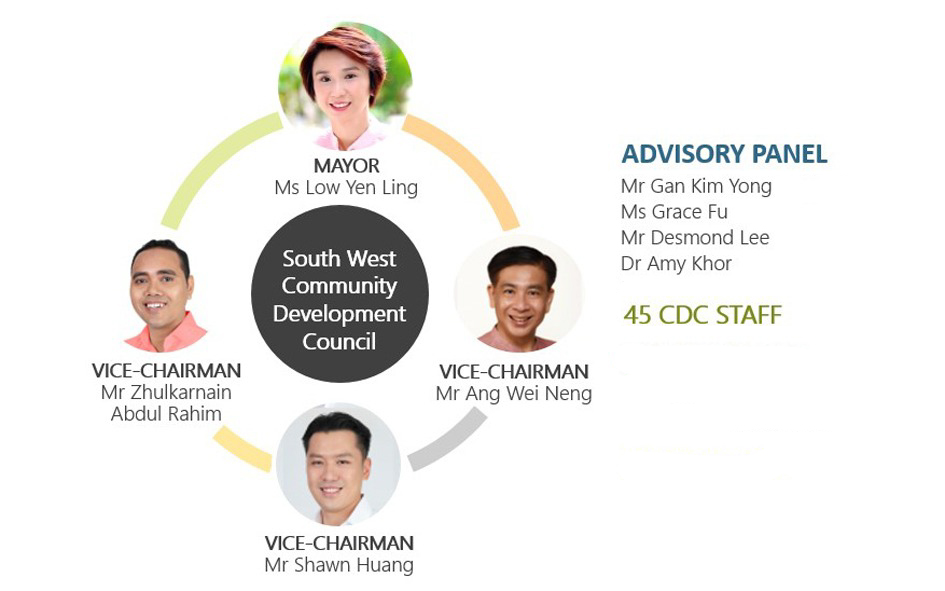 MAYOR
Ms Low Yen Ling
South West
Community
Development
Council
VICE-CHAIRMAN
Mr Zhulkarnain
Abdul Rahim
VICE-CHAIRMAN
Mr Ang Wei Neng
VICE-CHAIRMAN
Mr Shawn Huang
ADVISORY PANEL
Mr Gan Kim Yong
Ms Grace Fu
Mr Desmond Lee
Dr Amy Khor
45 CDC STAFF